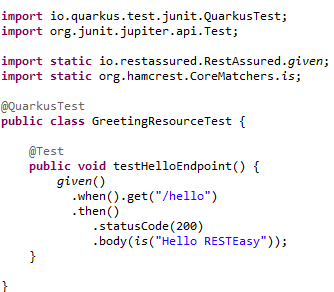 import io.quarkus.test.junit.QuarkusTest;
import org.junit.jupiter.api.Test;

import static io.restassured.RestAssured.given;
import static org.hamcrest.CoreMatchers.is;

@QuarkusTest
public class GreetingResourceTest {

    @Test
    public void testHelloEndpoint() {
        given()
          .when().get("/hello")
          .then()
             .statusCode(200)
             .body(is("Hello RESTEasy"));
    }

}